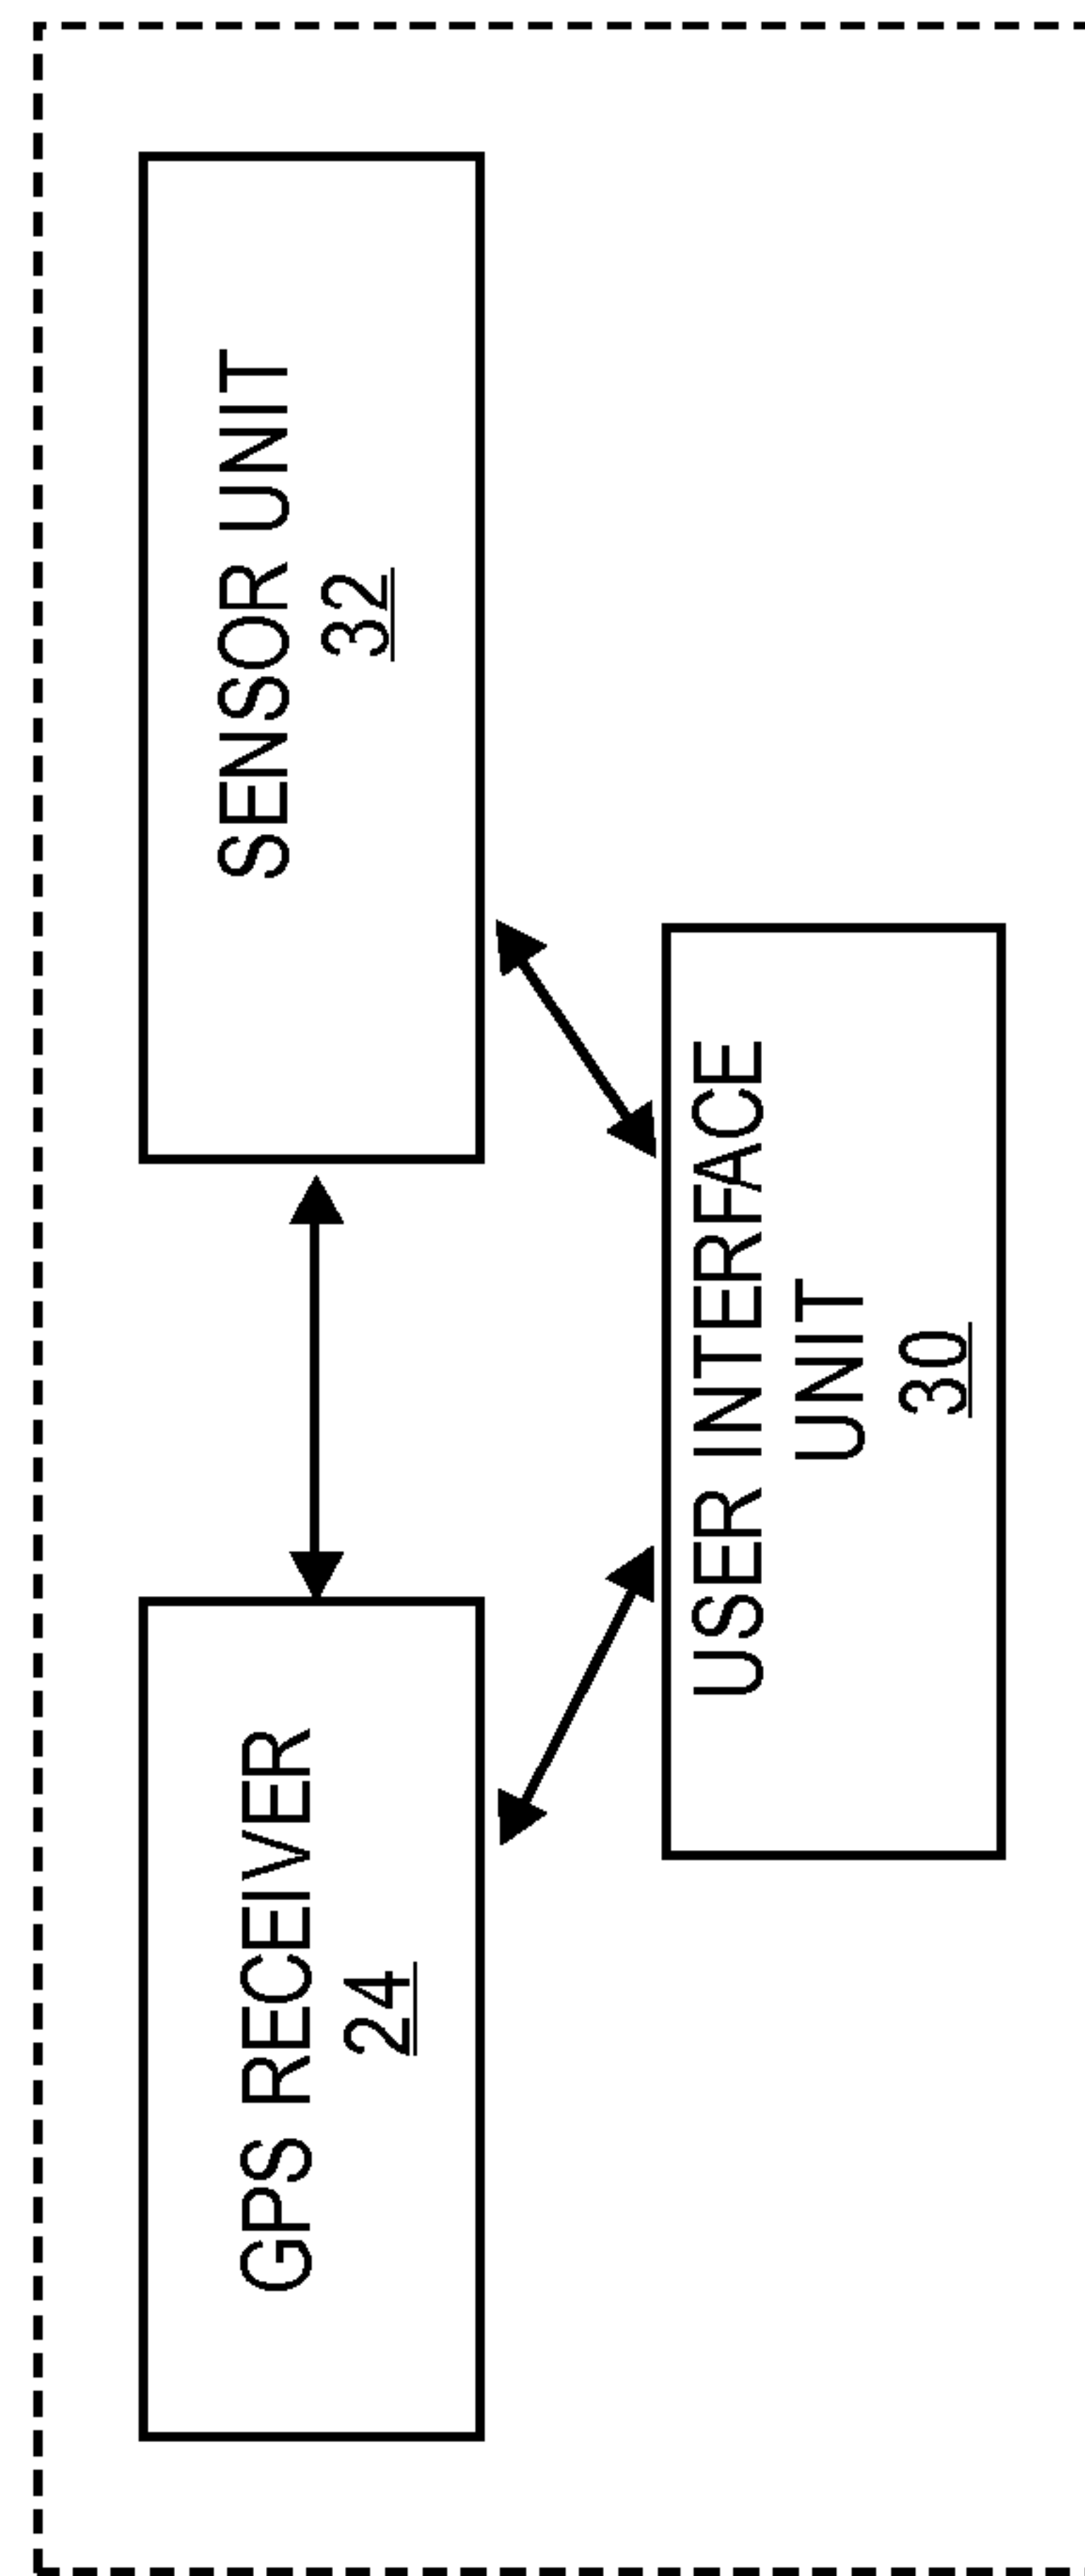 GPS RECEIVER
24
SENSOR UNIT
32
USER INTERFACE
UNIT
30